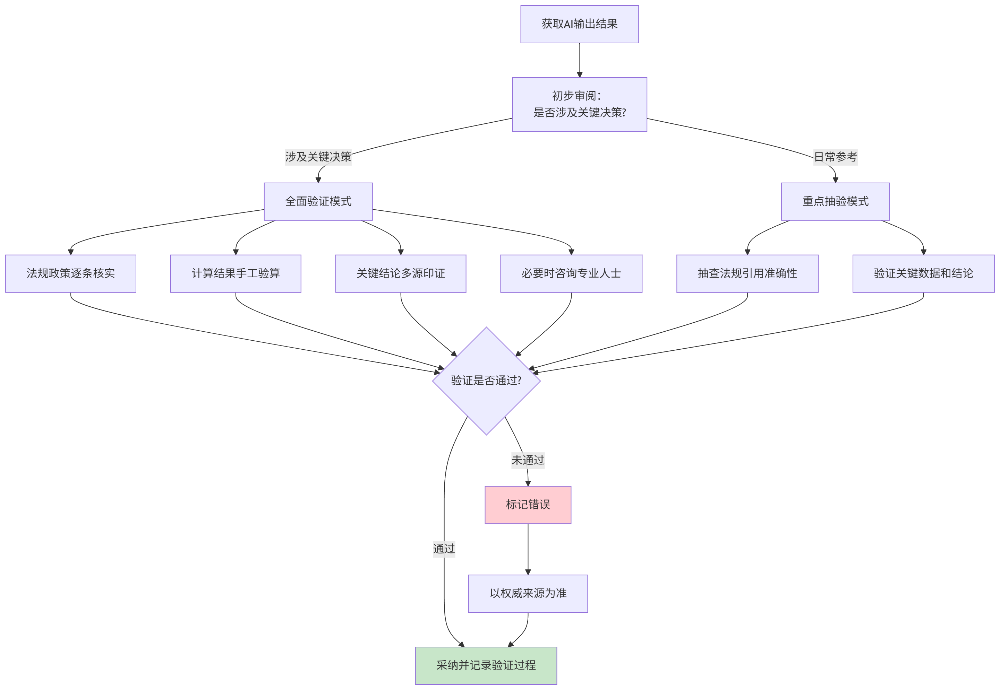 获取AI输出结果
初步审阅：
是否涉及关键决策?
涉及关键决策
日常参考
全面验证模式
重点抽验模式
法规政策逐条核实
计算结果手工验算
关键结论多源印证
必要时咨询专业人士
抽查法规引用准确性
验证关键数据和结论
验证是否通过?
未通过
标记错误
通过
以权威来源为准
采纳并记录验证过程